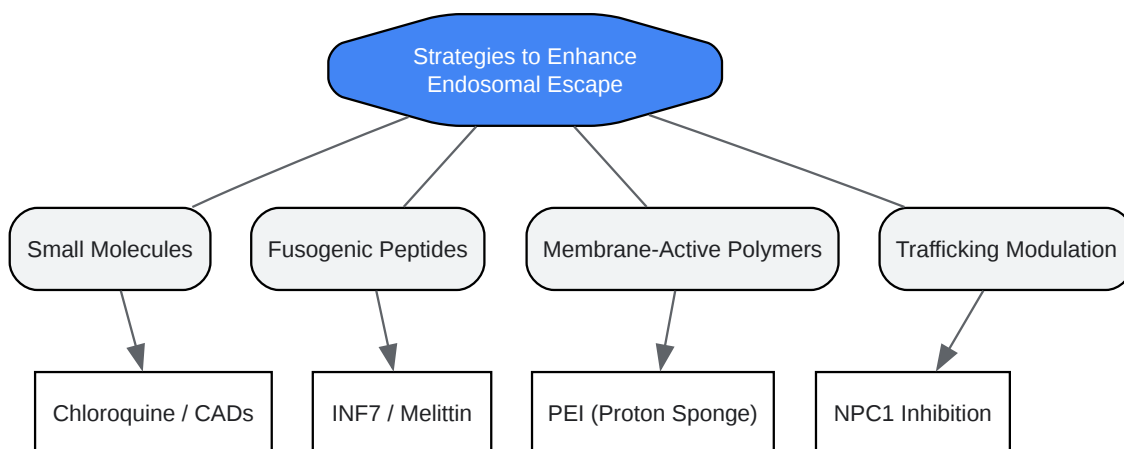 Strategies to Enhance
Endosomal Escape
Small Molecules
Fusogenic Peptides
Membrane-Active Polymers
Trafficking Modulation
Chloroquine / CADs
INF7 / Melittin
PEI (Proton Sponge)
NPC1 Inhibition